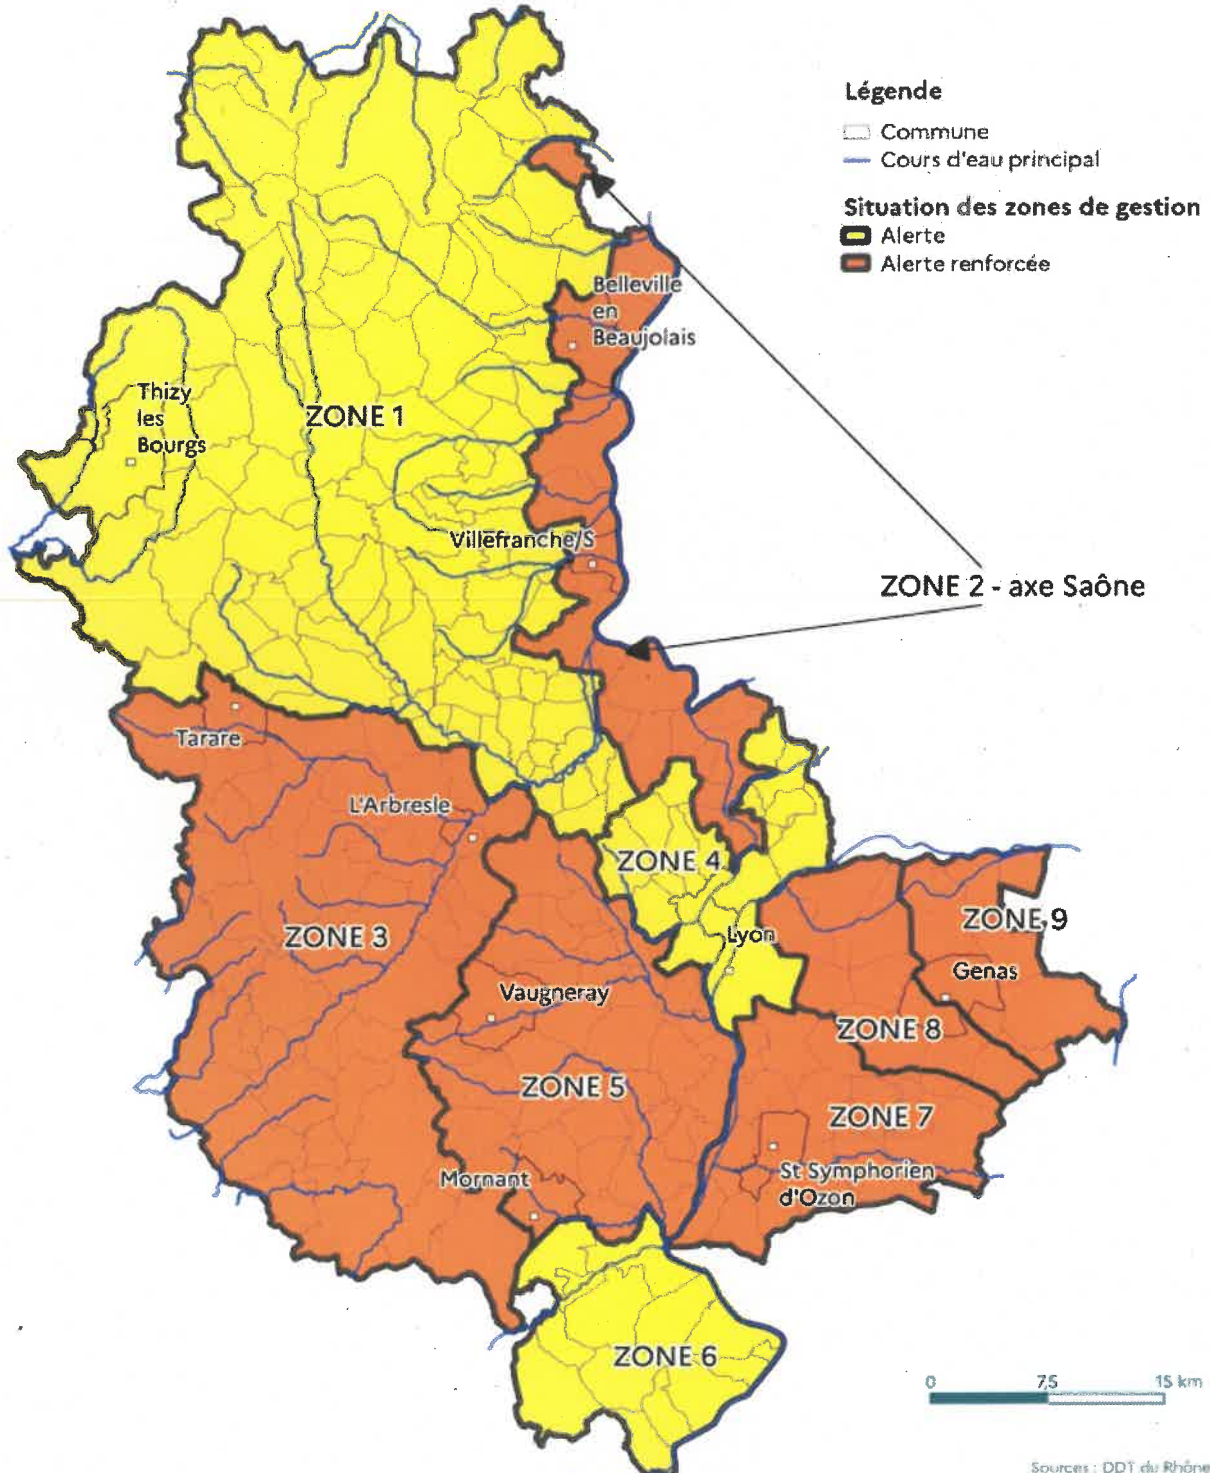 Légende
Commune
Cours d'eau principal
Situation des zones de gestion
Alerte
Alerte renforcée
Belleville
en
Beaujolais
Thizy
les
Bourgs
ZONE 1
Villefranche/S
ZONE 2 - axe Saône
Tarare
L'Arbresle
ZONE 4
ZONE 3
Lyon
ZONE 9
Genas
Vaugneray
ZONE 8
ZONE 5
ZONE 7
Mornant
St Symphorien
d'Ozon
ZONE 6
0 7,5 15 km
Sources : DDT du Rhône